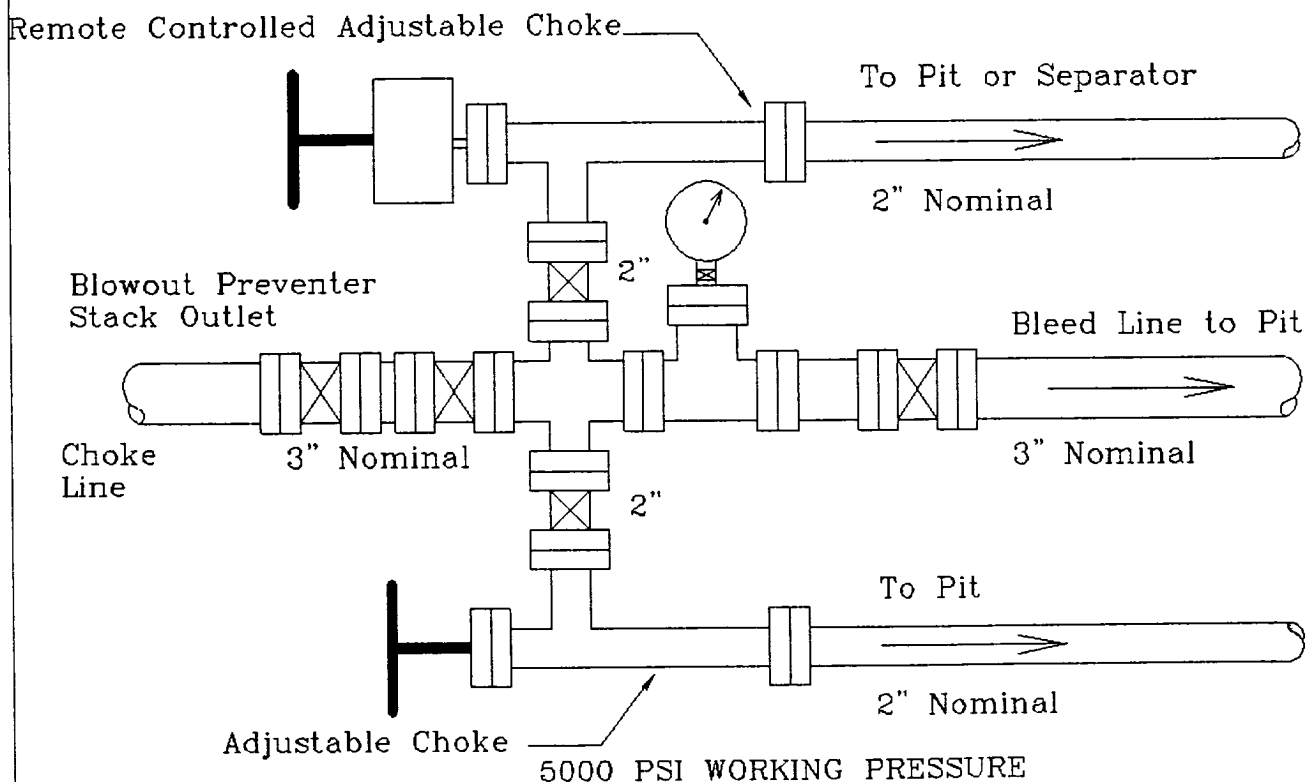 Remote Controlled Adjustable Choke
To Pit or Separator
2" Nominal
2"
Blowout Preventer
Stack Outlet
Bleed Line to Pit
Choke
Line
3" Nominal
3" Nominal
2"
To Pit
2" Nominal
Adjustable Choke
5000 PSI WORKING PRESSURE